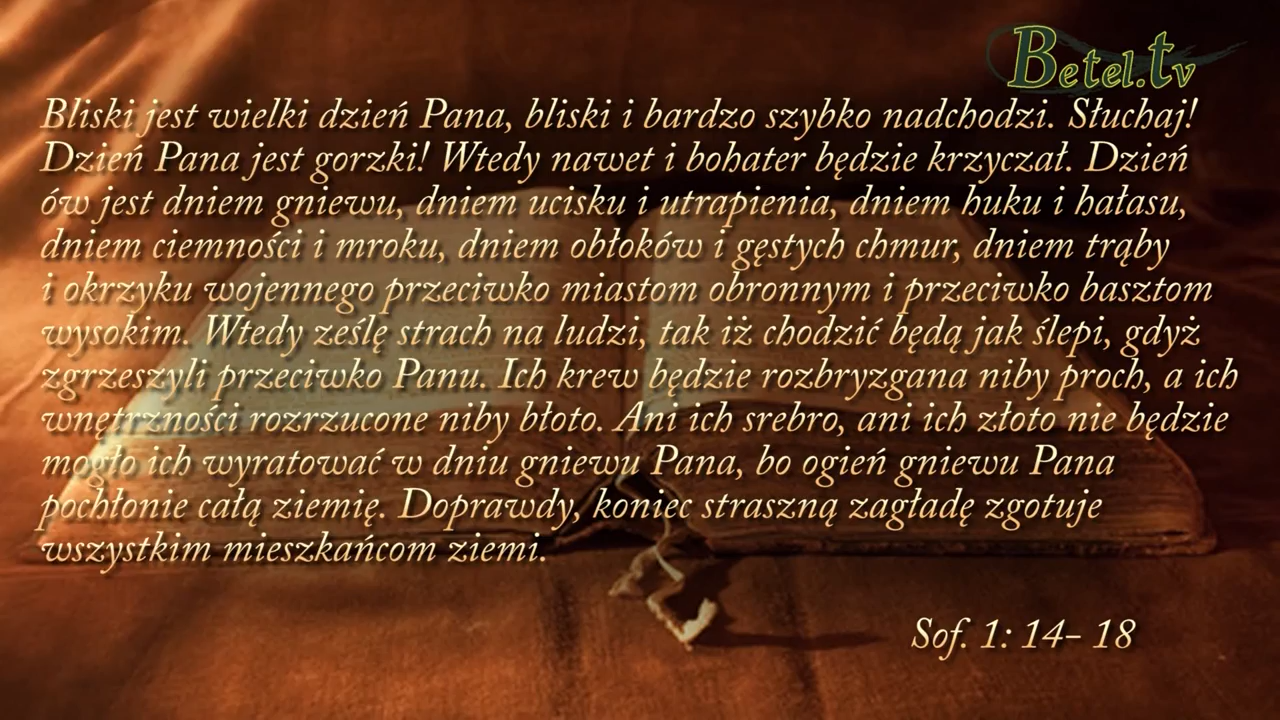 Betel.tv
Bliski jest wielki dzień Pana, bliski i bardzo szybko nadchodzi. Słuchaj!
Dzień Pana jest gorzki! Wtedy nawet i bohater będzie krzyczał. Dzień
ów jest dniem gniewu, dniem ucisku i utrapienia, dniem huku i hałasu,
dniem ciemności i mroku, dniem obłoków i gęstych chmur, dniem trąby
i okrzyku wojennego przeciwko miastom obronnym i przeciwko basztom
wysokim. Wtedy ześlę strach na ludzi, tak iż chodzić będą jak ślepi, gdyż
zgrzeszyli przeciwko Panu. Ich krew będzie rozbryzgana niby proch, a ich
wnętrzności rozrzucone niby błoto. Ani ich srebro, ani ich złoto nie będzie
mogło ich wyratować w dniu gniewu Pana, bo ogień gniewu Pana
pochłonie całą ziemię. Doprawdy, koniec straszną zagładę zgotuje
wszystkim mieszkańcom ziemi.
Sof. 1: 14- 18